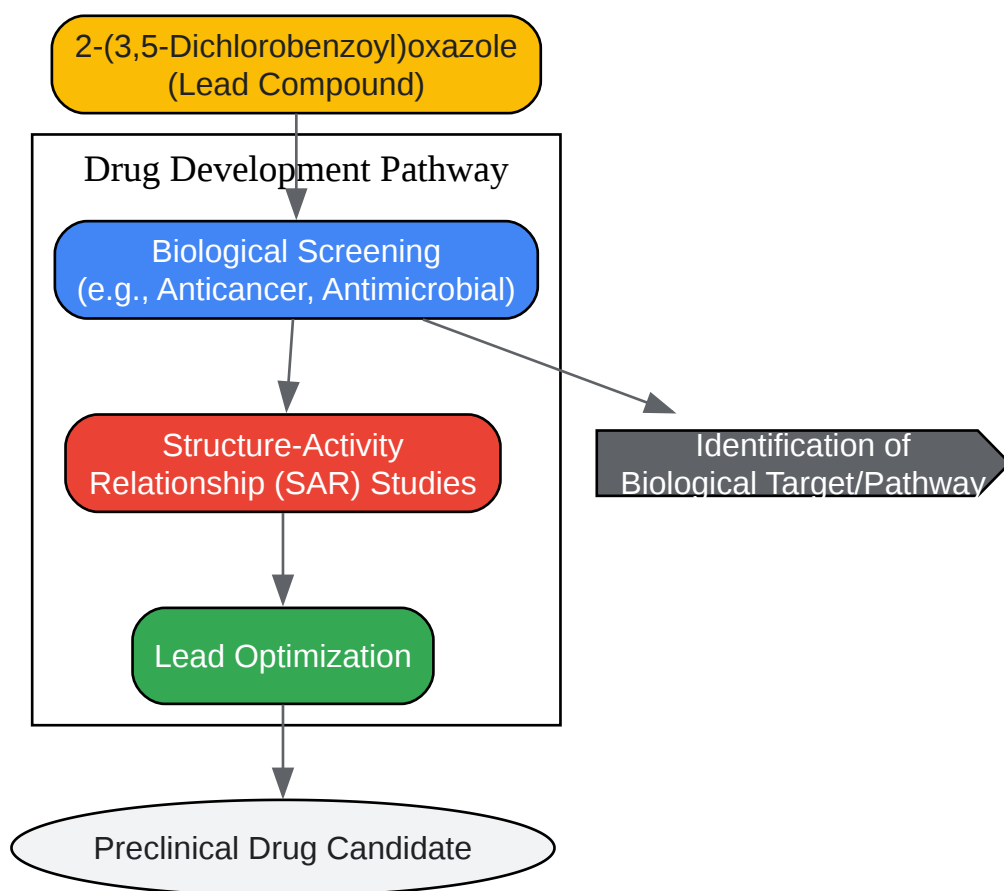 2-(3,5-Dichlorobenzoyl)oxazole
(Lead Compound)
Drug Development Pathway
Biological Screening
(e.g., Anticancer, Antimicrobial)
Structure-Activity
Relationship (SAR) Studies
Identification of
Biological Target/Pathway
Lead Optimization
Preclinical Drug Candidate